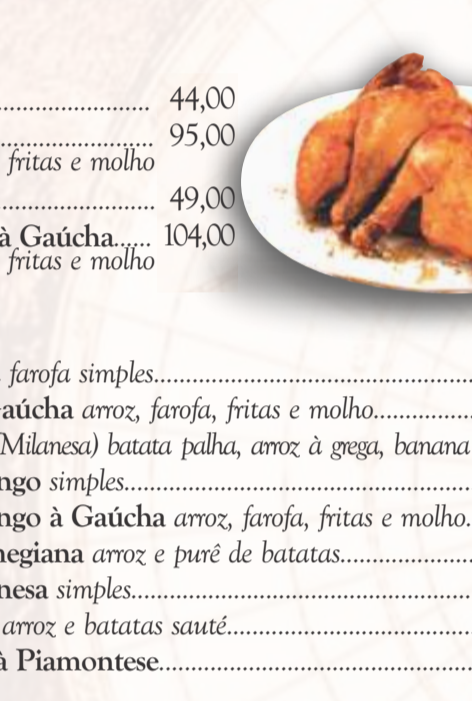 .......................... 44,00
.......................... 95,00
fritas e molho
.......................... 49,00
à Gaúcha...... 104,00
fritas e molho
, farofa simples..........................................................
aúcha arroz, farofa, fritas e molho..................
(Milanesa) batata palha, arroz à grega, banana
ngo simples..........................................................
ngo à Gaúcha arroz, farofa, fritas e molho.
negiana arroz e purê de batatas......................
nesa simples..........................................................
arroz e batatas sauté..........................................
à Piamontese..........................................................